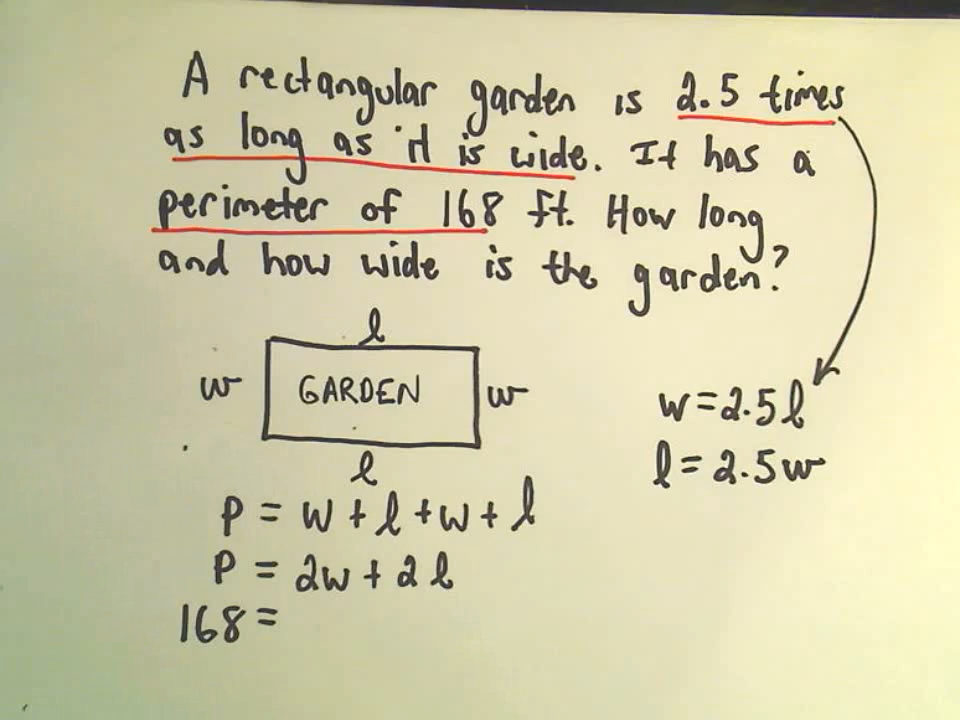 A rectangular garden is 2.5 times
as long as it is wide. It has a
perimeter of 168 ft. How long
and how wide is the garden?
l
w GARDEN w
l
w=2.5l
l=2.5w
P = w+l+w+l
P = 2w+2l
168=